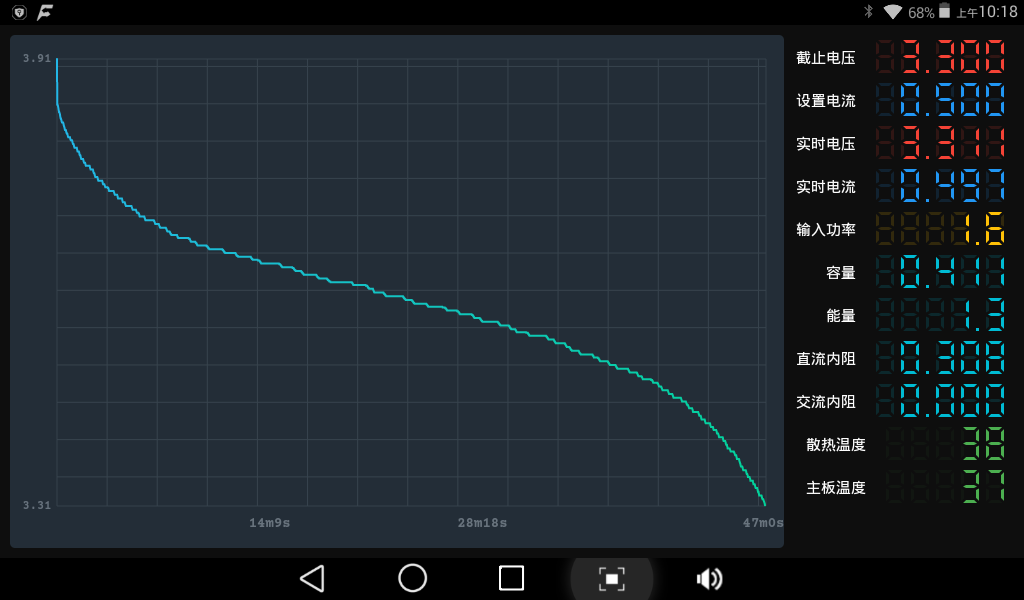 68% 上午10:18
3.91
3.31
14m9s 28m18s 47m0s
截止电压 3.300
设置电流 0.500
实时电压 3.311
实时电流 0.497
输入功率 1.6
容量 0.411
能量 1.3
直流内阻 0.308
交流内阻 0.000
散热温度 38
主板温度 37